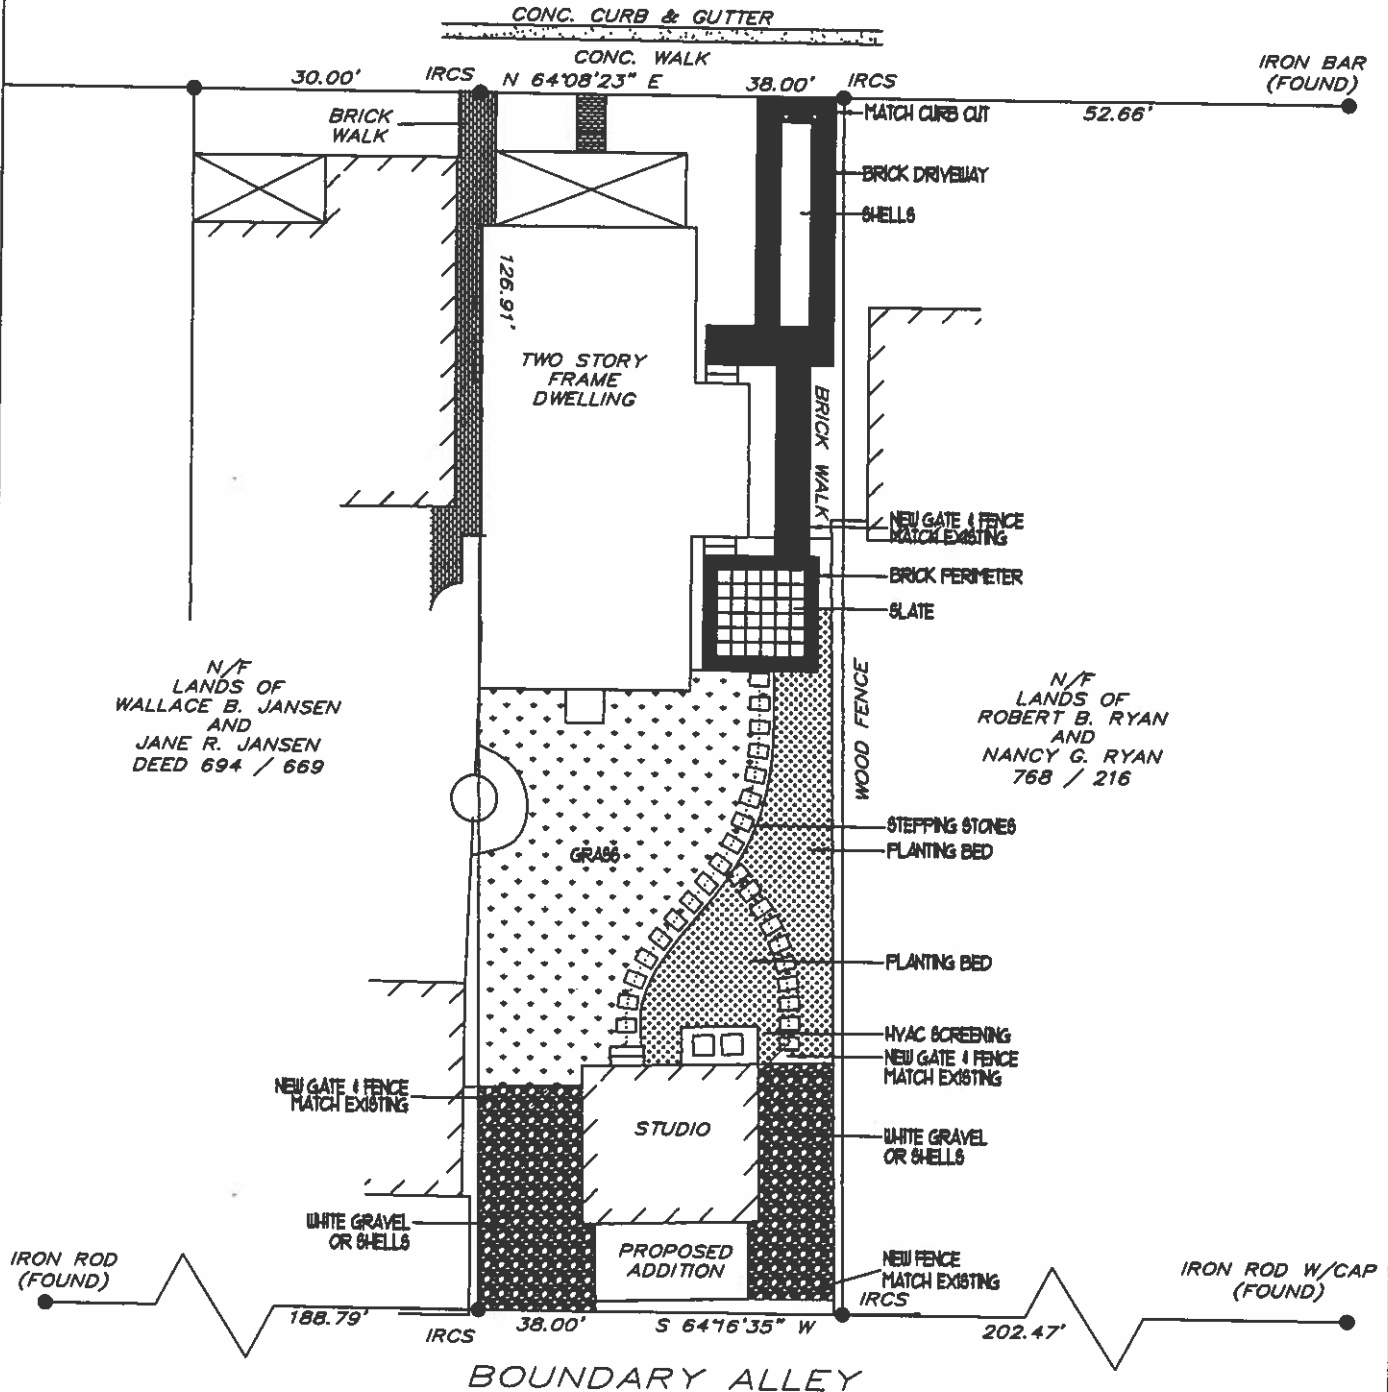 CONC. CURB & GUTTER
CONC. WALK
30.00'
IRCS
N 64°08'23" E
38.00'
IRCS
IRON BAR
(FOUND)
52.66'
BRICK
WALK
MATCH CURB CUT
BRICK DRIVEWAY
SHELLS
126.91'
TWO STORY
FRAME
DWELLING
BRICK WALK
NEW GATE & FENCE
MATCH EXISTING
BRICK PERIMETER
SLATE
N/F
LANDS OF
WALLACE B. JANSEN
AND
JANE R. JANSEN
DEED 694 / 669
WOOD FENCE
N/F
LANDS OF
ROBERT B. RYAN
AND
NANCY G. RYAN
768 / 216
STEPPING STONES
PLANTING BED
GRASS
PLANTING BED
HVAC SCREENING
NEW GATE & FENCE
MATCH EXISTING
NEW GATE & FENCE
MATCH EXISTING
STUDIO
WHITE GRAVEL
OR SHELLS
WHITE GRAVEL
OR SHELLS
PROPOSED
ADDITION
NEW FENCE
MATCH EXISTING
IRON ROD
(FOUND)
IRON ROD W/CAP
(FOUND)
188.79'
IRCS
38.00'
S 64°16'35" W
IRCS
202.47'
BOUNDARY ALLEY